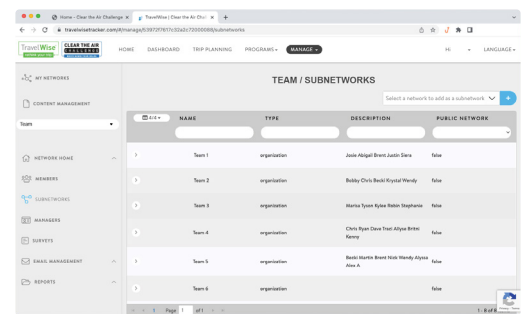 Home - Clear the Air Challenge
TravelWise | Clear the Air Chal
travelwisetracker.com/#/manage/53972f7617c32a2c72000089/subnetworks
TravelWise
CLEAR THE AIR
CHALLENGE
HOME DASHBOARD TRIP PLANNING PROGRAMS MANAGE HI LANGUAGE
MY NETWORKS
CONTENT MANAGEMENT
Team
NETWORK HOME
MEMBERS
SUBNETWORKS
MANAGERS
SURVEYS
EMAIL MANAGEMENT
REPORTS
TEAM / SUBNETWORKS
Select a network to add as a subnetwork +
4/4 NAME TYPE DESCRIPTION PUBLIC NETWORK
Team 1 organization Josie Abigail Brent Justin Siera false
Team 2 organization Bobby Chris Becki Krystal Wendy false
Team 3 organization Marisa Tyson Kylee Robin Stephanie false
Team 4 organization Chris Ryan Dave Traci Allysa Britni
Kenny false
Team 5 organization Becki Martin Brent Nick Wendy Alyssa
Alex A false
Team 6 organization false
Page 1 of 1